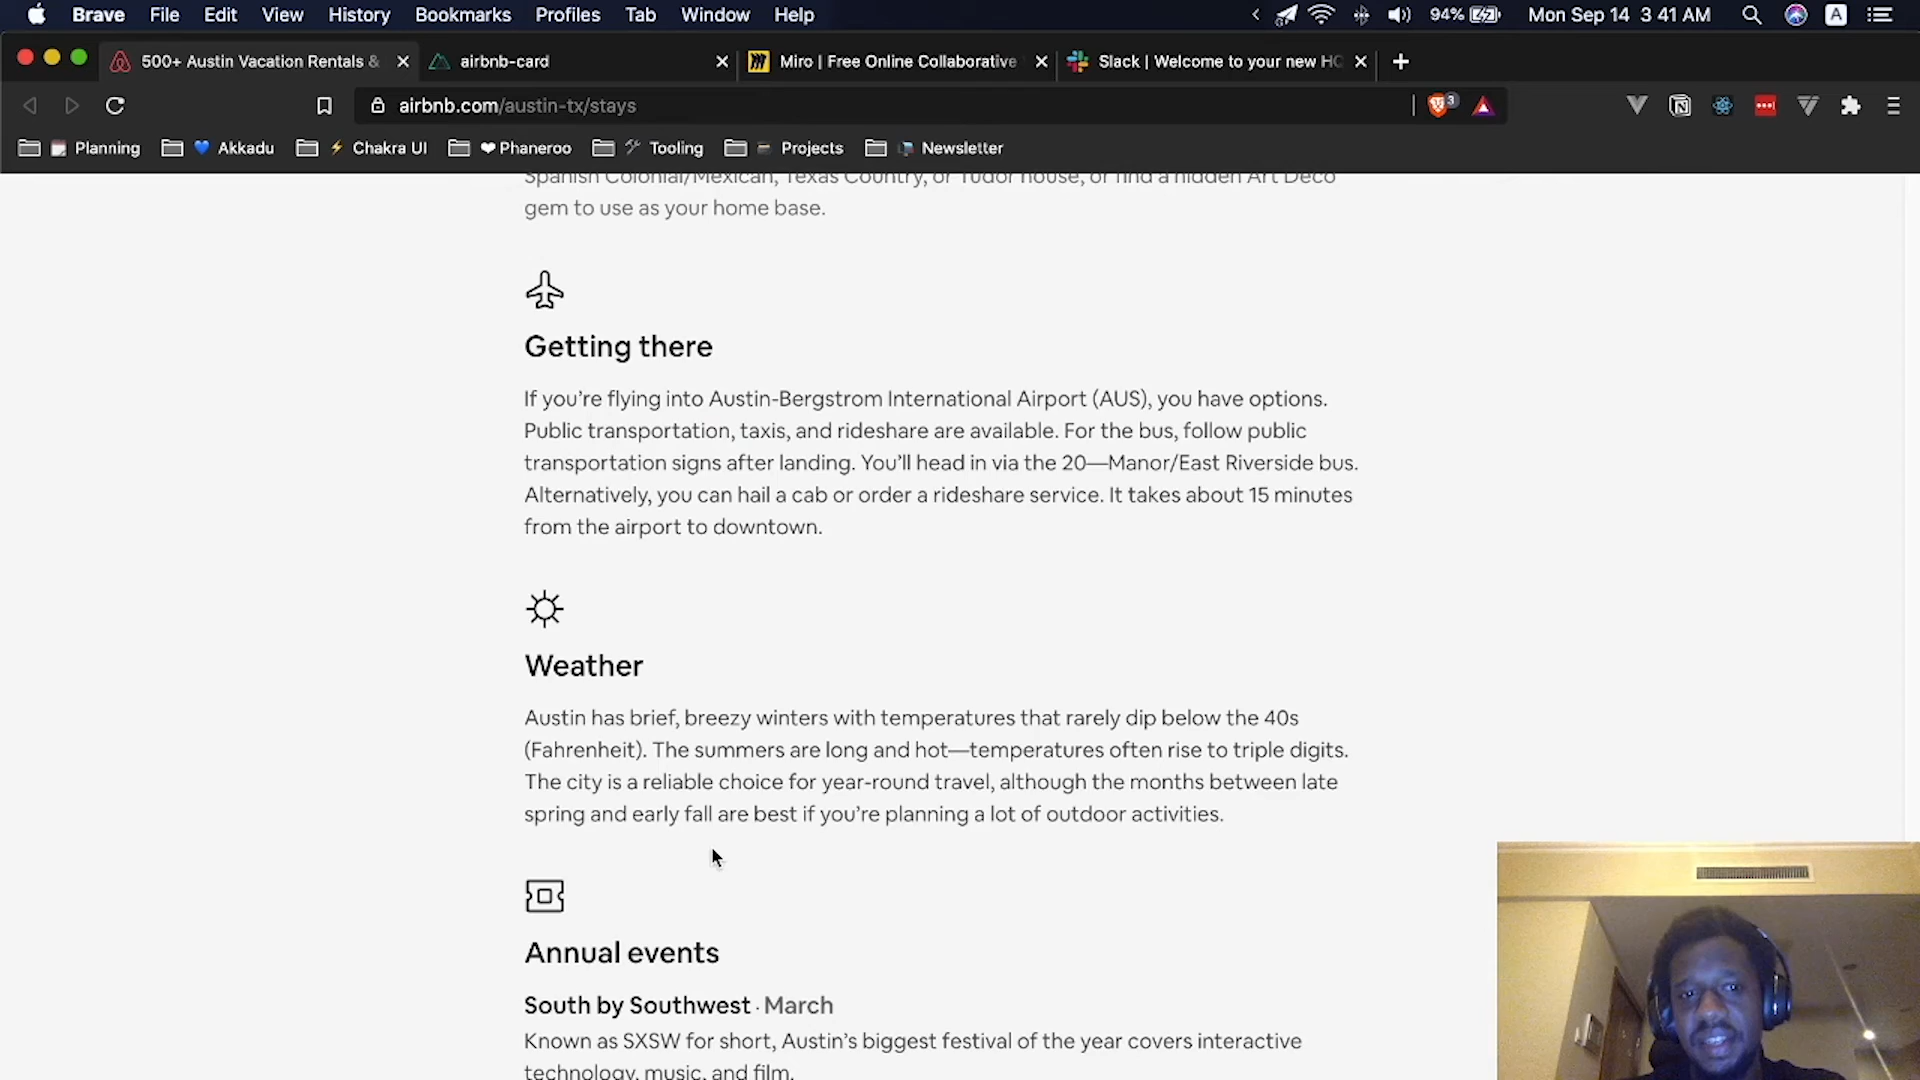 Brave File Edit View History Bookmarks Profiles Tab Window Help 94% Mon Sep 14 3 41 AM A
500+ Austin Vacation Rentals & airbnb-card Miro | Free Online Collaborative Slack | Welcome to your new HQ
airbnb.com/austin-tx/stays 3
Planning Akkadu Chakra UI Phaneroo Tooling Projects Newsletter
Spanish Colonial/Mexican, Texas Country, or Tudor house, or find a hidden Art Deco
gem to use as your home base.
Getting there
If you’re flying into Austin-Bergstrom International Airport (AUS), you have options.
Public transportation, taxis, and rideshare are available. For the bus, follow public
transportation signs after landing. You’ll head in via the 20—Manor/East Riverside bus.
Alternatively, you can hail a cab or order a rideshare service. It takes about 15 minutes
from the airport to downtown.
Weather
Austin has brief, breezy winters with temperatures that rarely dip below the 40s
(Fahrenheit). The summers are long and hot—temperatures often rise to triple digits.
The city is a reliable choice for year-round travel, although the months between late
spring and early fall are best if you’re planning a lot of outdoor activities.
Annual events
South by Southwest · March
Known as SXSW for short, Austin’s biggest festival of the year covers interactive
technology, music, and film.